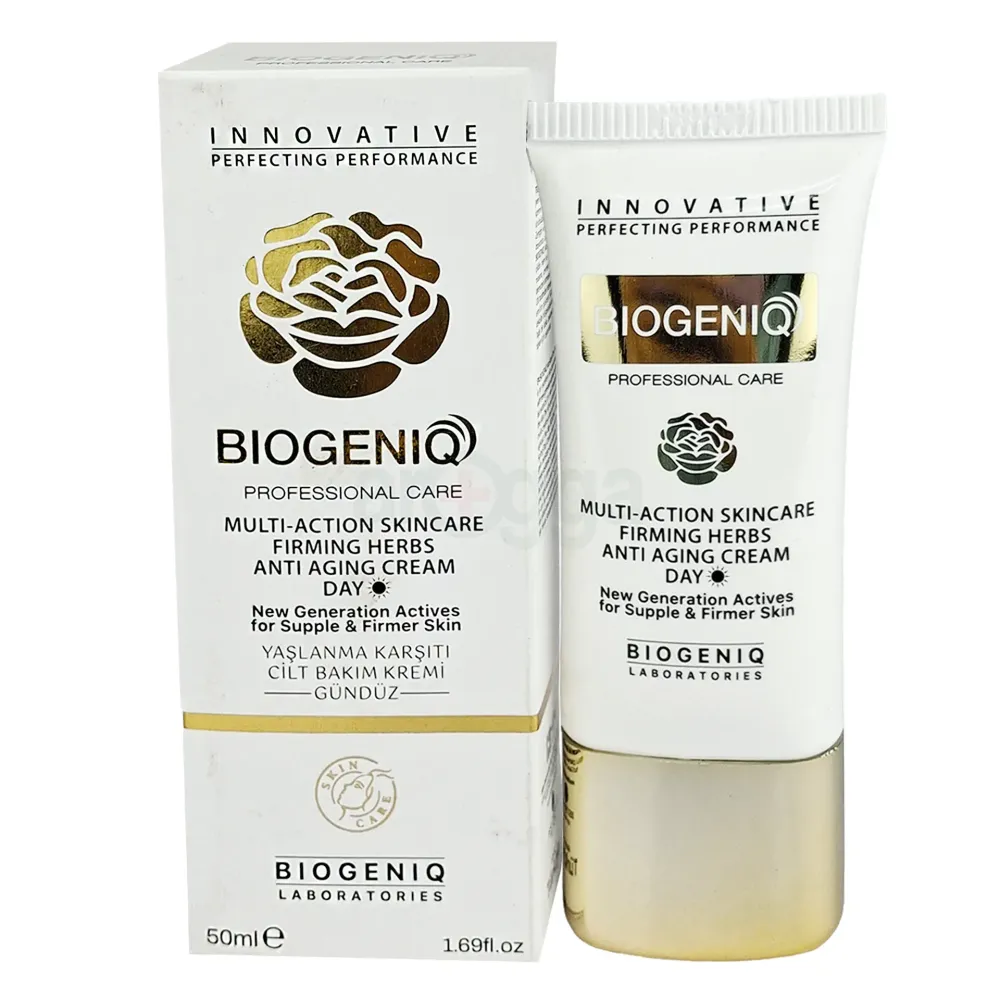 BIOGENIQ
PROFESSIONAL CARE
INNOVATIVE
PERFECTING PERFORMANCE
BIOGENIQ
PROFESSIONAL CARE
MULTI-ACTION SKINCARE
FIRMING HERBS
ANTI AGING CREAM
DAY
New Generation Actives
for Supple & Firmer Skin
YAŞLANMA KARŞITI
CİLT BAKIM KREMİ
GÜNDÜZ
SKIN CARE
BIOGENIQ
LABORATORIES
50ml e
1.69fl.oz
INNOVATIVE
PERFECTING PERFORMANCE
BIOGENIQ
PROFESSIONAL CARE
MULTI-ACTION SKINCARE
FIRMING HERBS
ANTI AGING CREAM
DAY
New Generation Actives
for Supple & Firmer Skin
BIOGENIQ
LABORATORIES